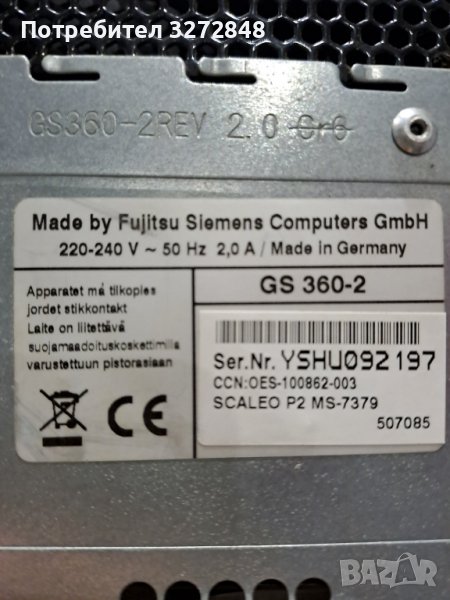 Потребител 3272848
GS360-2REV 2.0 Cr6
Made by Fujitsu Siemens Computers GmbH
220-240 V ~ 50 Hz 2,0 A / Made in Germany
Apparatet må tilkoples
jordet stikkontakt
Laite on liitettävä
suojamaadoituskoskettimilla
varustettuun pistorasiaan
GS 360-2
Ser.Nr. YSHU092197
CCN:OES-100862-003
SCALEO P2 MS-7379
507085
CE
BAZAR